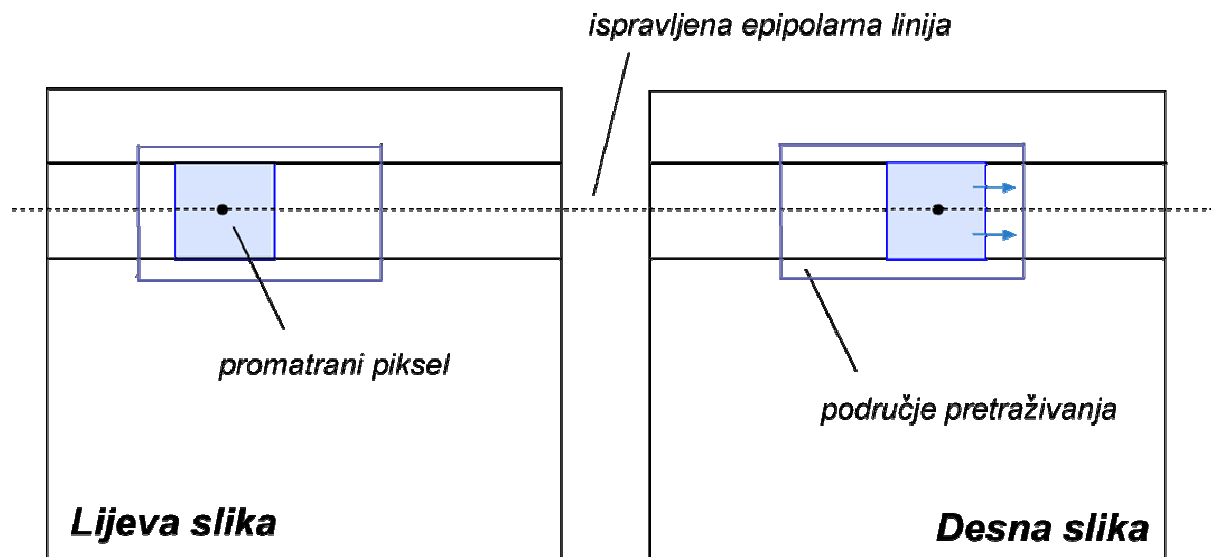 ispravljena epipolarna linija
promatrani piksel
područje pretraživanja
Lijeva slika
Desna slika